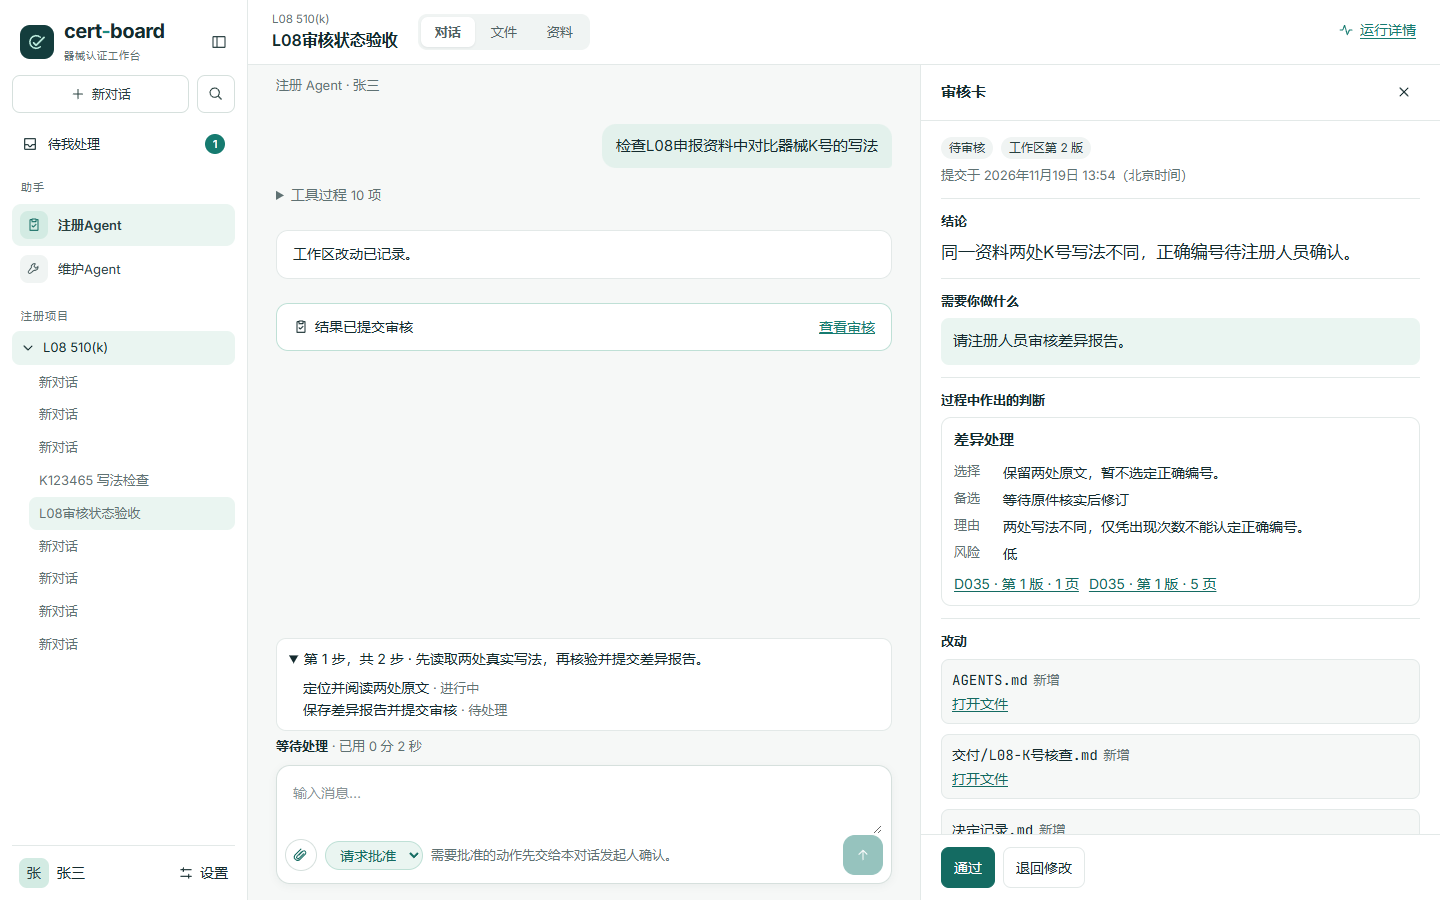 cert-board
器械认证工作台
新对话
待我处理
1
助手
注册Agent
维护Agent
注册项目
L08 510(k)
新对话
新对话
新对话
K123465 写法检查
L08审核状态验收
新对话
新对话
新对话
新对话
张
张三
设置
L08 510(k)
L08审核状态验收
对话
文件
资料
运行详情
注册 Agent · 张三
检查L08申报资料中对比器械K号的写法
工具过程 10 项
工作区改动已记录。
结果已提交审核
查看审核
第 1 步，共 2 步 · 先读取两处真实写法，再核验并提交差异报告。
定位并阅读两处原文 · 进行中
保存差异报告并提交审核 · 待处理
等待处理 · 已用 0 分 2 秒
输入消息...
请求批准
需要批准的动作先交给本对话发起人确认。
审核卡
待审核
工作区第 2 版
提交于 2026年11月19日 13:54（北京时间）
结论
同一资料两处K号写法不同，正确编号待注册人员确认。
需要你做什么
请注册人员审核差异报告。
过程中作出的判断
差异处理
选择 保留两处原文，暂不选定正确编号。
备选 等待原件核实后修订
理由 两处写法不同，仅凭出现次数不能认定正确编号。
风险 低
D035 · 第 1 版 · 1 页 D035 · 第 1 版 · 5 页
改动
AGENTS.md 新增
打开文件
交付/L08-K号核查.md 新增
打开文件
决定记录.md 新增
通过
退回修改